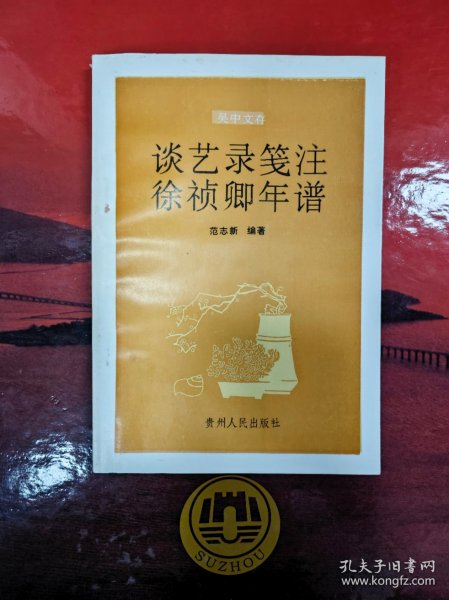 吴中文存
谈艺录笺注
徐祯卿年谱
范志新 编著
贵州人民出版社
SUZHOU
孔夫子旧书网
www.kongfz.com